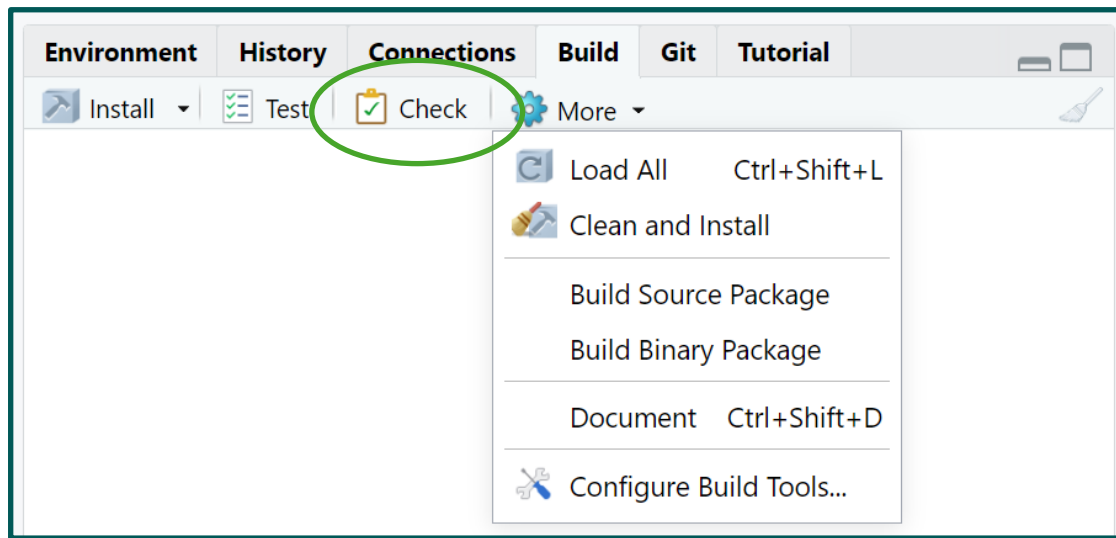 Environment History Connections Build Git Tutorial
Install Test Check More
Load All Ctrl+Shift+L
Clean and Install
Build Source Package
Build Binary Package
Document Ctrl+Shift+D
Configure Build Tools...